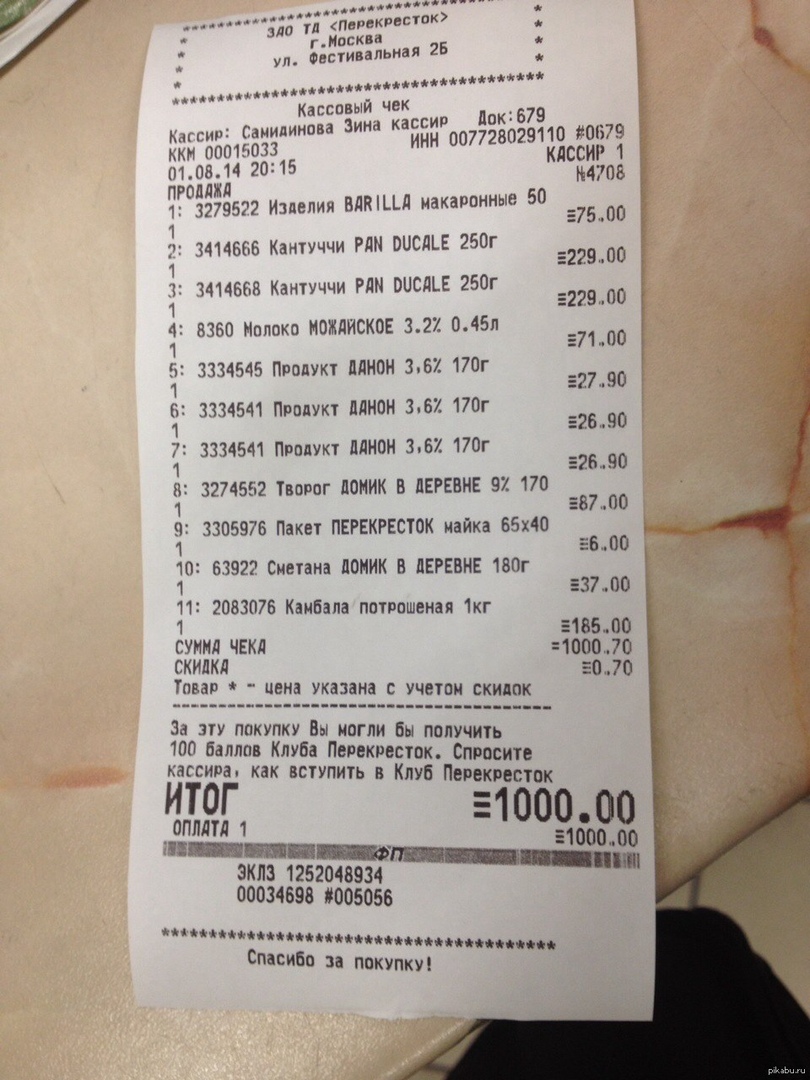 ****************************************
* ЗАО ТД <Перекресток> *
* г.Москва *
* ул. Фестивальная 2Б *
* *
****************************************
Кассовый чек
Кассир: Самидинова Зина кассир Док:679
ККМ 00015033 ИНН 007728029110 #0679
01.08.14 20:15 КАССИР 1
ПРОДАЖА №4708
1: 3279522 Изделия BARILLA макаронные 50
1 ≡75.00
2: 3414666 Кантуччи PAN DUCALE 250г
1 ≡229.00
3: 3414668 Кантуччи PAN DUCALE 250г
1 ≡229.00
4: 8360 Молоко МОЖАЙСКОЕ 3.2% 0.45л
1 ≡71.00
5: 3334545 Продукт ДАНОН 3,6% 170г
1 ≡27.90
6: 3334541 Продукт ДАНОН 3,6% 170г
1 ≡26.90
7: 3334541 Продукт ДАНОН 3,6% 170г
1 ≡26.90
8: 3274552 Творог ДОМИК В ДЕРЕВНЕ 9% 170
1 ≡87.00
9: 3305976 Пакет ПЕРЕКРЕСТОК майка 65х40
1 ≡6.00
10: 63922 Сметана ДОМИК В ДЕРЕВНЕ 180г
1 ≡37.00
11: 2083076 Камбала потрошеная 1кг
1 ≡185.00
СУММА ЧЕКА =1000.70
СКИДКА ≡0.70
Товар * - цена указана с учетом скидок
----------------------------------------
За эту покупку Вы могли бы получить
100 баллов Клуба Перекресток. Спросите
кассира, как вступить в Клуб Перекресток
ИТОГ ≡1000.00
ОПЛАТА 1 ≡1000.00
ФП
ЭКЛЗ 1252048934
00034698 #005056
****************************************
Спасибо за покупку!
pikabu.ru